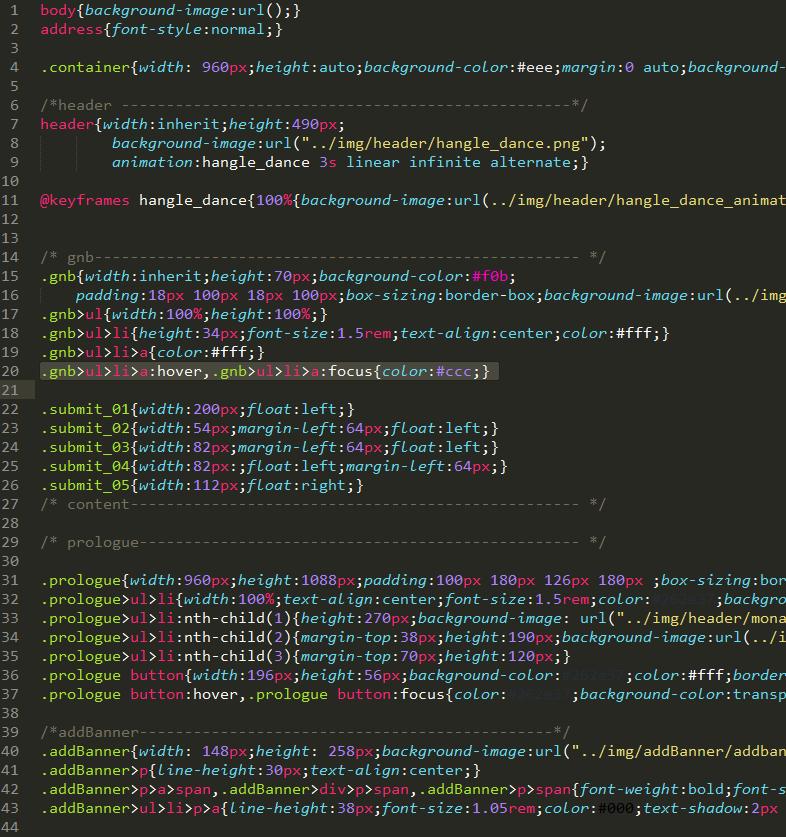 1 body{background-image:url();}
2 address{font-style:normal;}
3
4 .container{width: 960px;height:auto;background-color:#eee;margin:0 auto;background-
5
6 /*header --------------------------------------------------*/
7 header{width:inherit;height:490px;
8 background-image:url("../img/header/hangle_dance.png");
9 animation:hangle_dance 3s linear infinite alternate;}
10
11 @keyframes hangle_dance{100%{background-image:url(../img/header/hangle_dance_animat
12
13
14 /* gnb------------------------------------------------------ */
15 .gnb{width:inherit;height:70px;background-color:#f0b;
16 padding:18px 100px 18px 100px;box-sizing:border-box;background-image:url(../img
17 .gnb>ul{width:100%;height:100%;}
18 .gnb>ul>li{height:34px;font-size:1.5rem;text-align:center;color:#fff;}
19 .gnb>ul>li>a{color:#fff;}
20 .gnb>ul>li>a:hover,.gnb>ul>li>a:focus{color:#ccc;}
21
22 .submit_01{width:200px;float:left;}
23 .submit_02{width:54px;margin-left:64px;float:left;}
24 .submit_03{width:82px;margin-left:64px;float:left;}
25 .submit_04{width:82px:;float:left;margin-left:64px;}
26 .submit_05{width:112px;float:right;}
27 /* content-------------------------------------------------- */
28
29 /* prologue------------------------------------------------- */
30
31 .prologue{width:960px;height:1088px;padding:100px 180px 126px 180px ;box-sizing:bor
32 .prologue>ul>li{width:100%;text-align:center;font-size:1.5rem;color:#262e37;backgro
33 .prologue>ul>li:nth-child(1){height:270px;background-image: url("../img/header/mona
34 .prologue>ul>li:nth-child(2){margin-top:38px;height:190px;background-image:url(../i
35 .prologue>ul>li:nth-child(3){margin-top:70px;height:120px;}
36 .prologue button{width:196px;height:56px;background-color:#262e37;color:#fff;border
37 .prologue button:hover,.prologue button:focus{color:#262e37;background-color:transp
38
39 /*addBanner----------------------------------------------*/
40 .addBanner{width: 148px;height: 258px;background-image:url("../img/addBanner/addban
41 .addBanner>p{line-height:30px;text-align:center;}
42 .addBanner>p>a>span,.addBanner>div>p>span,.addBanner>p>span{font-weight:bold;font-s
43 .addBanner>ul>li>p>a{line-height:38px;font-size:1.05rem;color:#000;text-shadow:2px
44